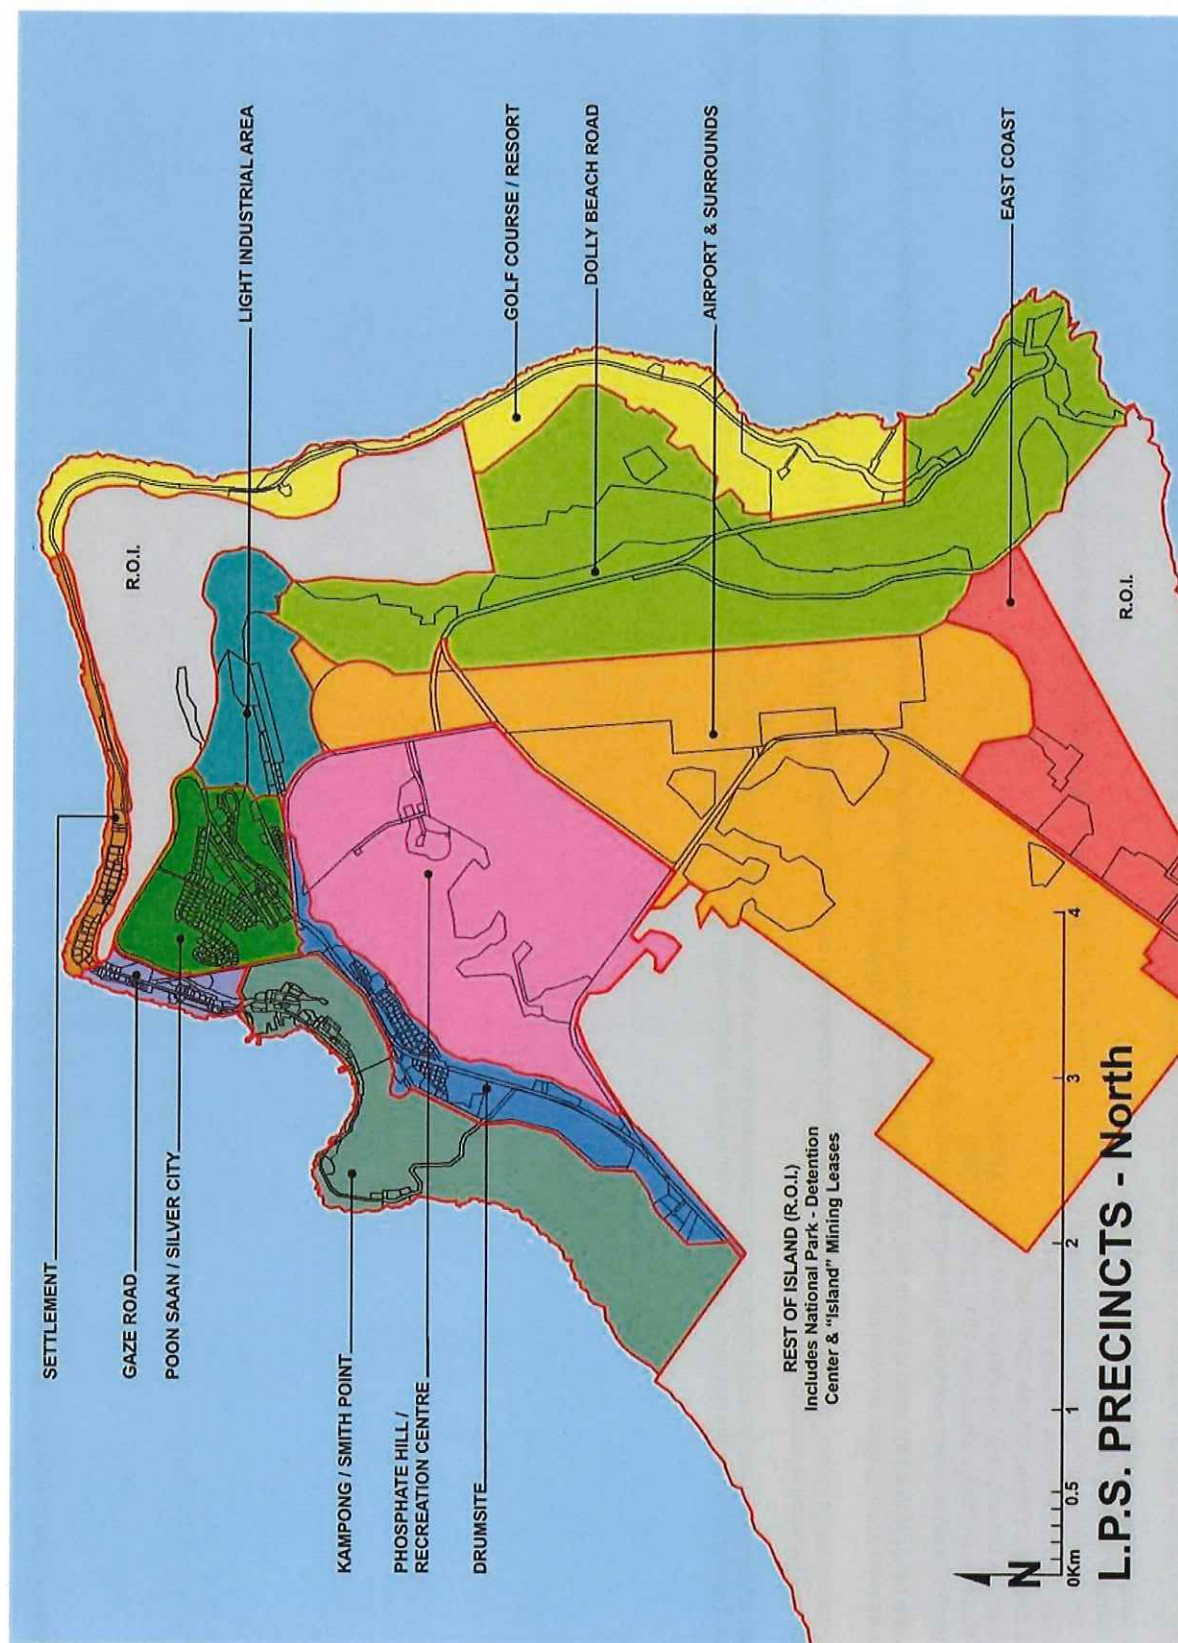 SETTLEMENT
GAZE ROAD
POON SAAN / SILVER CITY
KAMPONG / SMITH POINT
PHOSPHATE HILL /
RECREATION CENTRE
DRUMSITE
LIGHT INDUSTRIAL AREA
GOLF COURSE / RESORT
DOLLY BEACH ROAD
AIRPORT & SURROUNDS
EAST COAST
R.O.I.
R.O.I.
REST OF ISLAND (R.O.I.)
Includes National Park - Detention
Center & "Island" Mining Leases
N
0Km 0.5 1 2 3 4
L.P.S. PRECINCTS - North